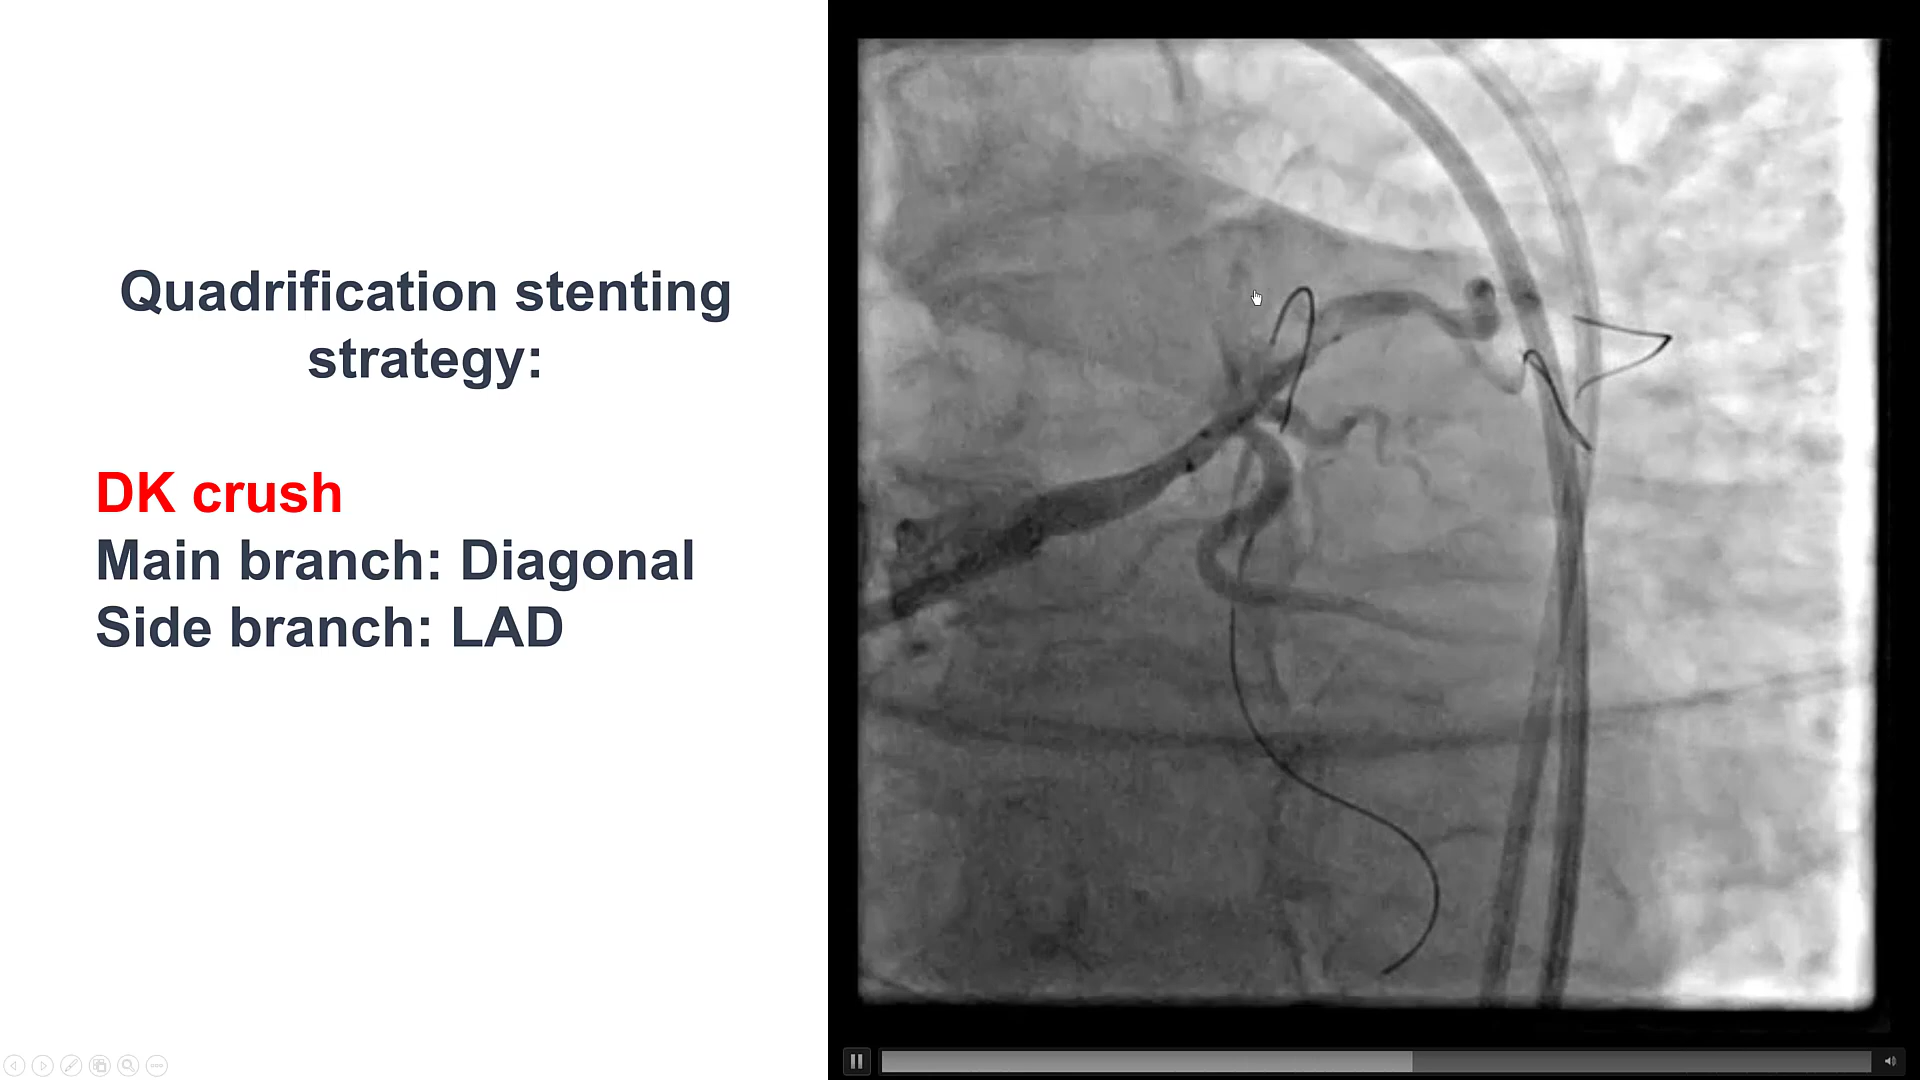 Quadrification stenting
strategy:
DK crush
Main branch: Diagonal
Side branch: LAD